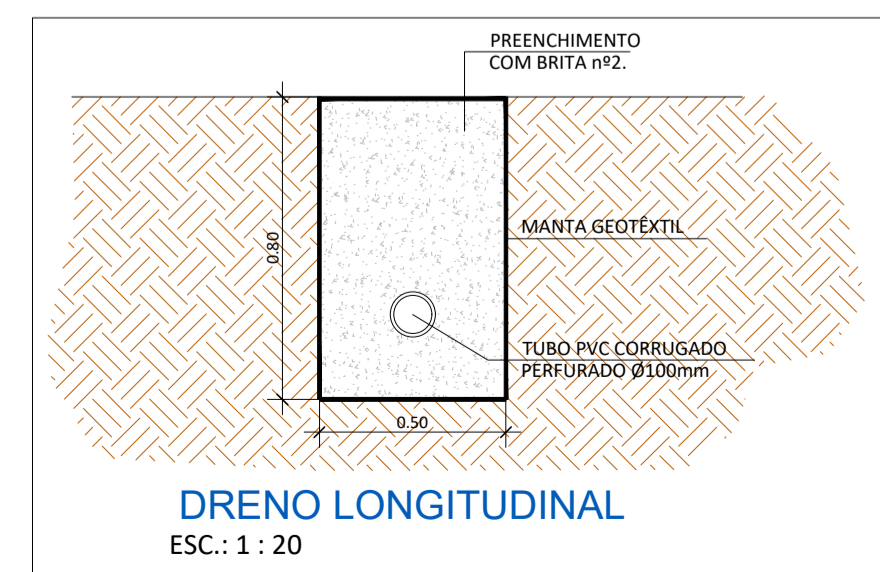 PREENCHIMENTO
COM BRITA nº2.
MANTA GEOTÊXTIL
0.80
TUBO PVC CORRUGADO
PERFURADO Ø100mm
0.50
DRENO LONGITUDINAL
ESC.: 1 : 20